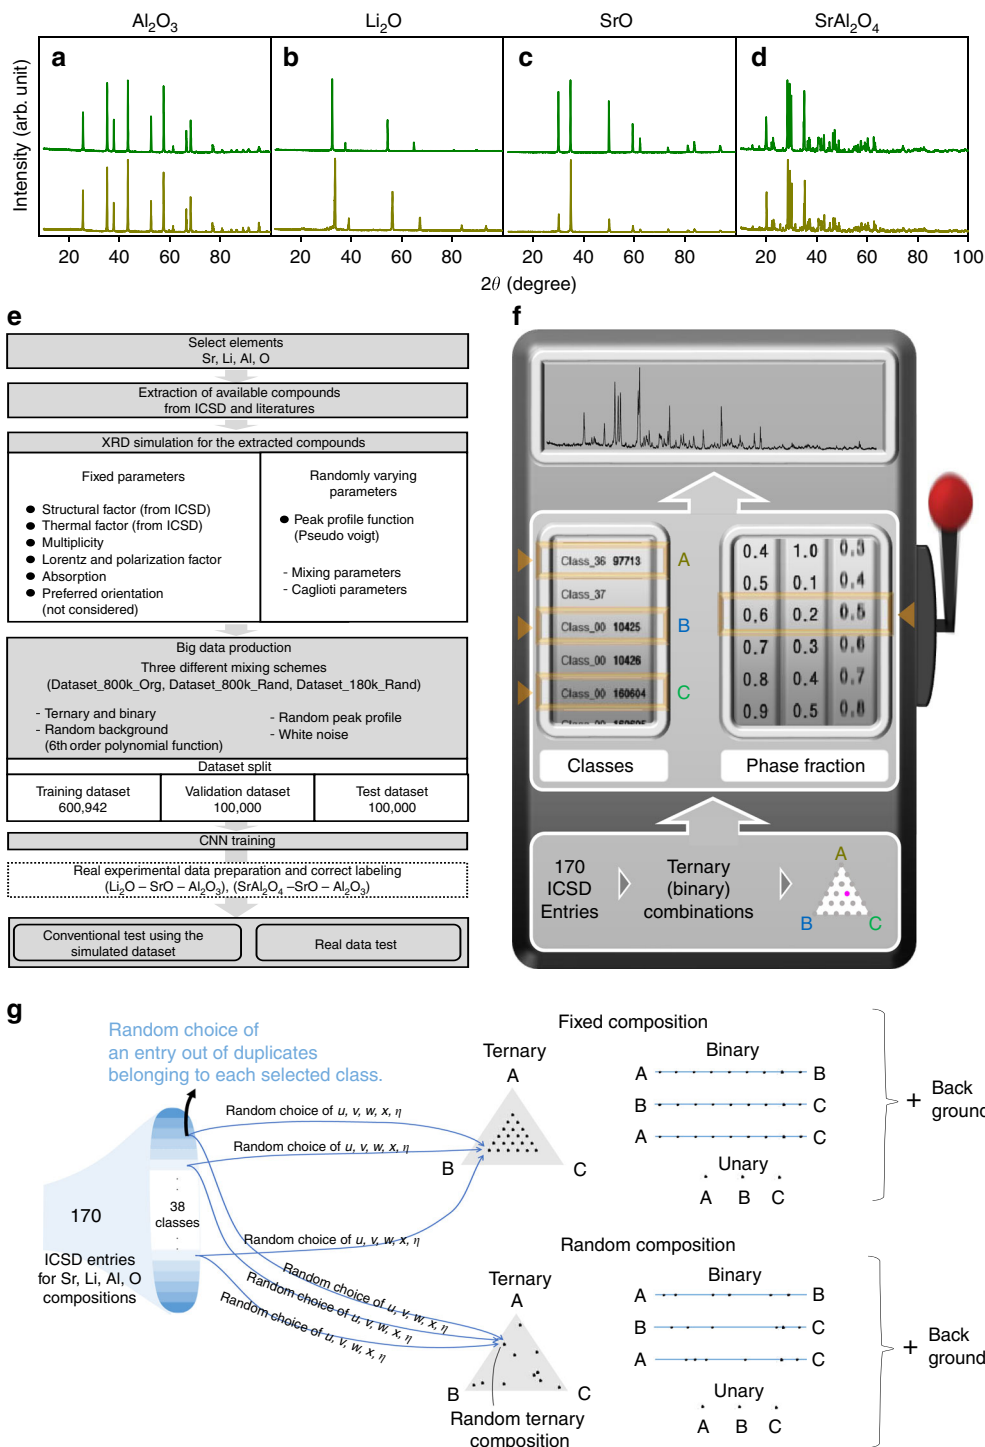 Al2O3 Li2O SrO SrAl2O4
a b c d
Intensity (arb. unit)
20 40 60 80 20 40 60 80 20 40 60 80 20 40 60 80 100
2θ (degree)
e
Select elements
Sr, Li, Al, O
Extraction of available compounds
from ICSD and literatures
XRD simulation for the extracted compounds
Fixed parameters
● Structural factor (from ICSD)
● Thermal factor (from ICSD)
● Multiplicity
● Lorentz and polarization factor
● Absorption
● Preferred orientation
(not considered)
Randomly varying
parameters
● Peak profile function
(Pseudo voigt)
- Mixing parameters
- Caglioti parameters
Big data production
Three different mixing schemes
(Dataset_800k_Org, Dataset_800k_Rand, Dataset_180k_Rand)
- Ternary and binary
- Random background
(6th order polynomial function)
- Random peak profile
- White noise
Dataset split
Training dataset
600,942
Validation dataset
100,000
Test dataset
100,000
CNN training
Real experimental data preparation and correct labeling
(Li2O – SrO – Al2O3), (SrAl2O4 –SrO – Al2O3)
Conventional test using the
simulated dataset
Real data test
f
Class_36 97713 A
Class_37
Class_00 10425 B
Class_00 10426
Class_00 160604 C
0.4 1.0 0.3
0.5 0.1 0.4
0.6 0.2 0.5
0.7 0.3 0.6
0.8 0.4 0.7
0.9 0.5 0.8
Classes
Phase fraction
170
ICSD
Entries
Ternary
(binary)
combinations
A
B C
g
Random choice of
an entry out of duplicates
belonging to each selected class.
170
ICSD entries
for Sr, Li, Al, O
compositions
.
.
38
classes
.
.
Random choice of u, v, w, x, η
Random choice of u, v, w, x, η
Random choice of u, v, w, x, η
Random choice of u, v, w, x, η
Random choice of u, v, w, x, η
Random choice of u, v, w, x, η
Fixed composition
Ternary
A
B C
Binary
A B
B C
A C
Unary
A B C
+ Back
ground
Random composition
Ternary
A
B C
Random ternary
composition
Binary
A B
B C
A C
Unary
A B C
+ Back
ground